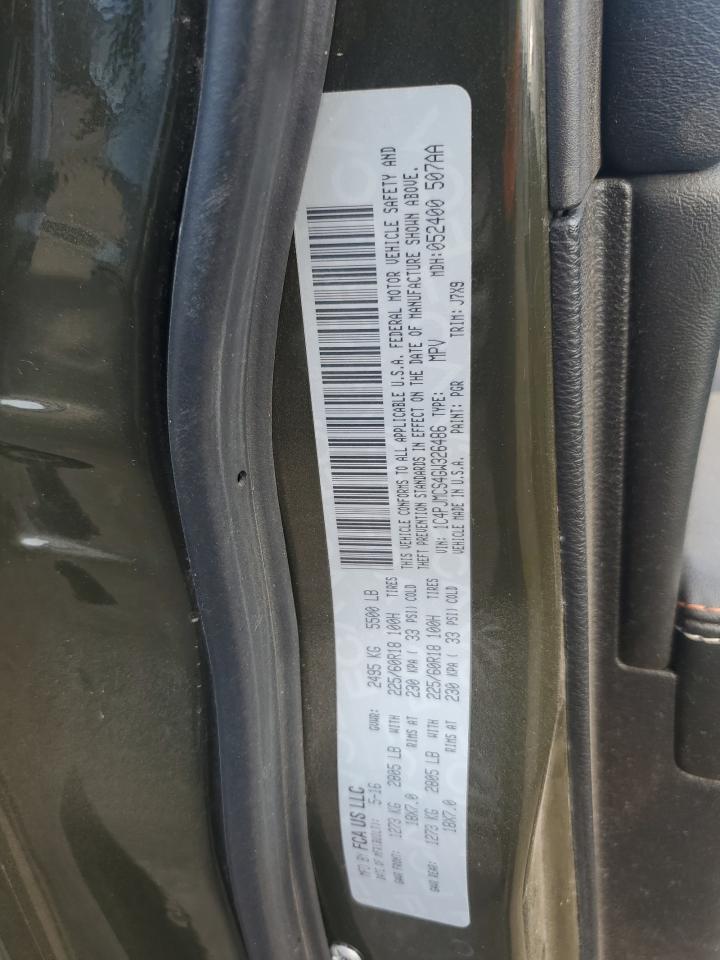 MFD BY: FCA US LLC
DATE OF MFR(BUILT): 5-16 GVWR: 2495 KG 5500 LB
GAWR FRONT: 1273 KG 2805 LB WITH 225/60R18 100H TIRES
18X7.0 RIMS AT 230 KPA ( 33 PSI) COLD
GAWR REAR: 1273 KG 2805 LB WITH 225/60R18 100H TIRES
18X7.0 RIMS AT 230 KPA ( 33 PSI) COLD
THIS VEHICLE CONFORMS TO ALL APPLICABLE U.S.A. FEDERAL MOTOR VEHICLE SAFETY AND
THEFT PREVENTION STANDARDS IN EFFECT ON THE DATE OF MANUFACTURE SHOWN ABOVE.
VIN: 1C4PJMCS4GW326486 TYPE: MPV MDH:052400 507AA
VEHICLE MADE IN U.S.A. PAINT: PGR TRIM: J7X9